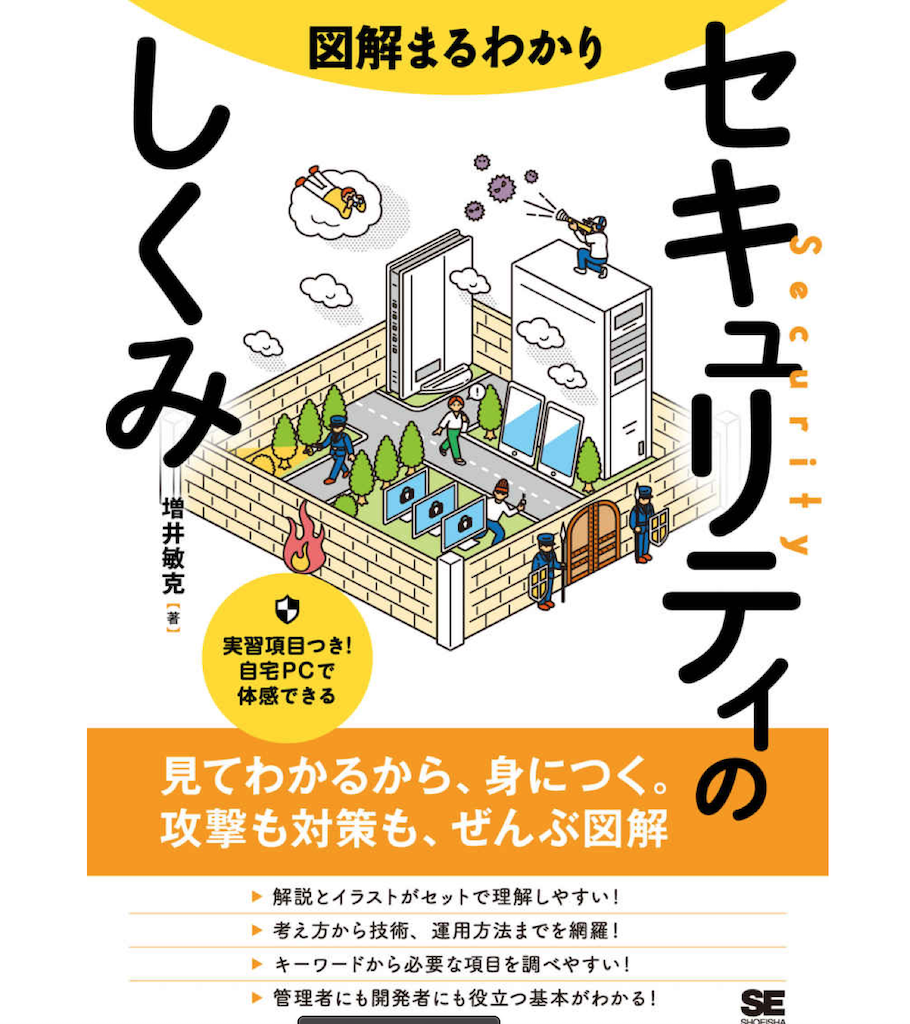 図解まるわかり
セキュリティの
しくみ
Security
増井敏克
【著】
!
実習項目つき!
自宅PCで
体感できる
見てわかるから、身につく。
攻撃も対策も、ぜんぶ図解
▶ 解説とイラストがセットで理解しやすい!
▶ 考え方から技術、運用方法までを網羅!
▶ キーワードから必要な項目を調べやすい!
▶ 管理者にも開発者にも役立つ基本がわかる!
SE
SHOEISHA